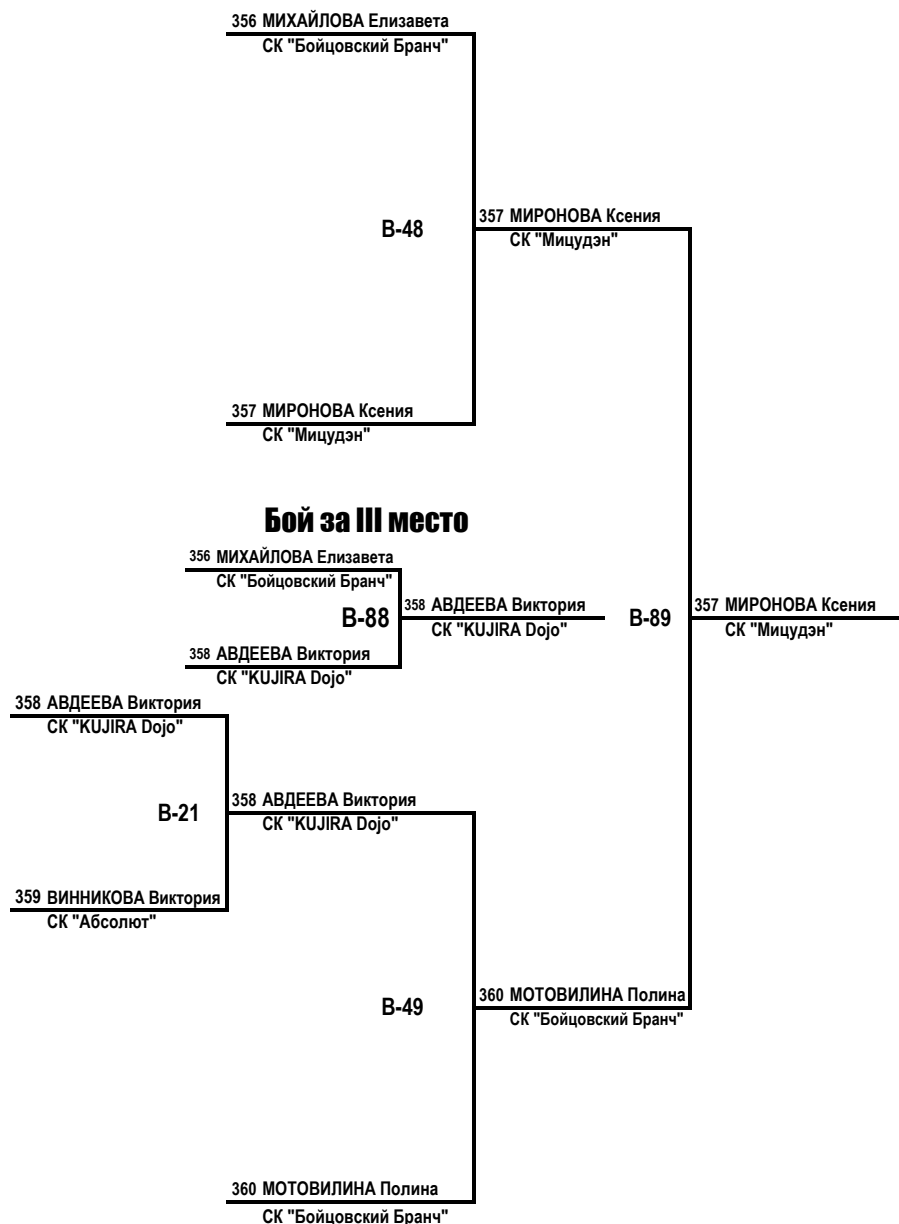 356 МИХАЙЛОВА Елизавета
СК "Бойцовский Бранч"
B-48
357 МИРОНОВА Ксения
СК "Мицудэн"
357 МИРОНОВА Ксения
СК "Мицудэн"
Бой за III место
356 МИХАЙЛОВА Елизавета
СК "Бойцовский Бранч"
B-88
358 АВДЕЕВА Виктория
СК "KUJIRA Dojo"
B-89
357 МИРОНОВА Ксения
СК "Мицудэн"
358 АВДЕЕВА Виктория
СК "KUJIRA Dojo"
358 АВДЕЕВА Виктория
СК "KUJIRA Dojo"
B-21
358 АВДЕЕВА Виктория
СК "KUJIRA Dojo"
359 ВИННИКОВА Виктория
СК "Абсолют"
B-49
360 МОТОВИЛИНА Полина
СК "Бойцовский Бранч"
360 МОТОВИЛИНА Полина
СК "Бойцовский Бранч"